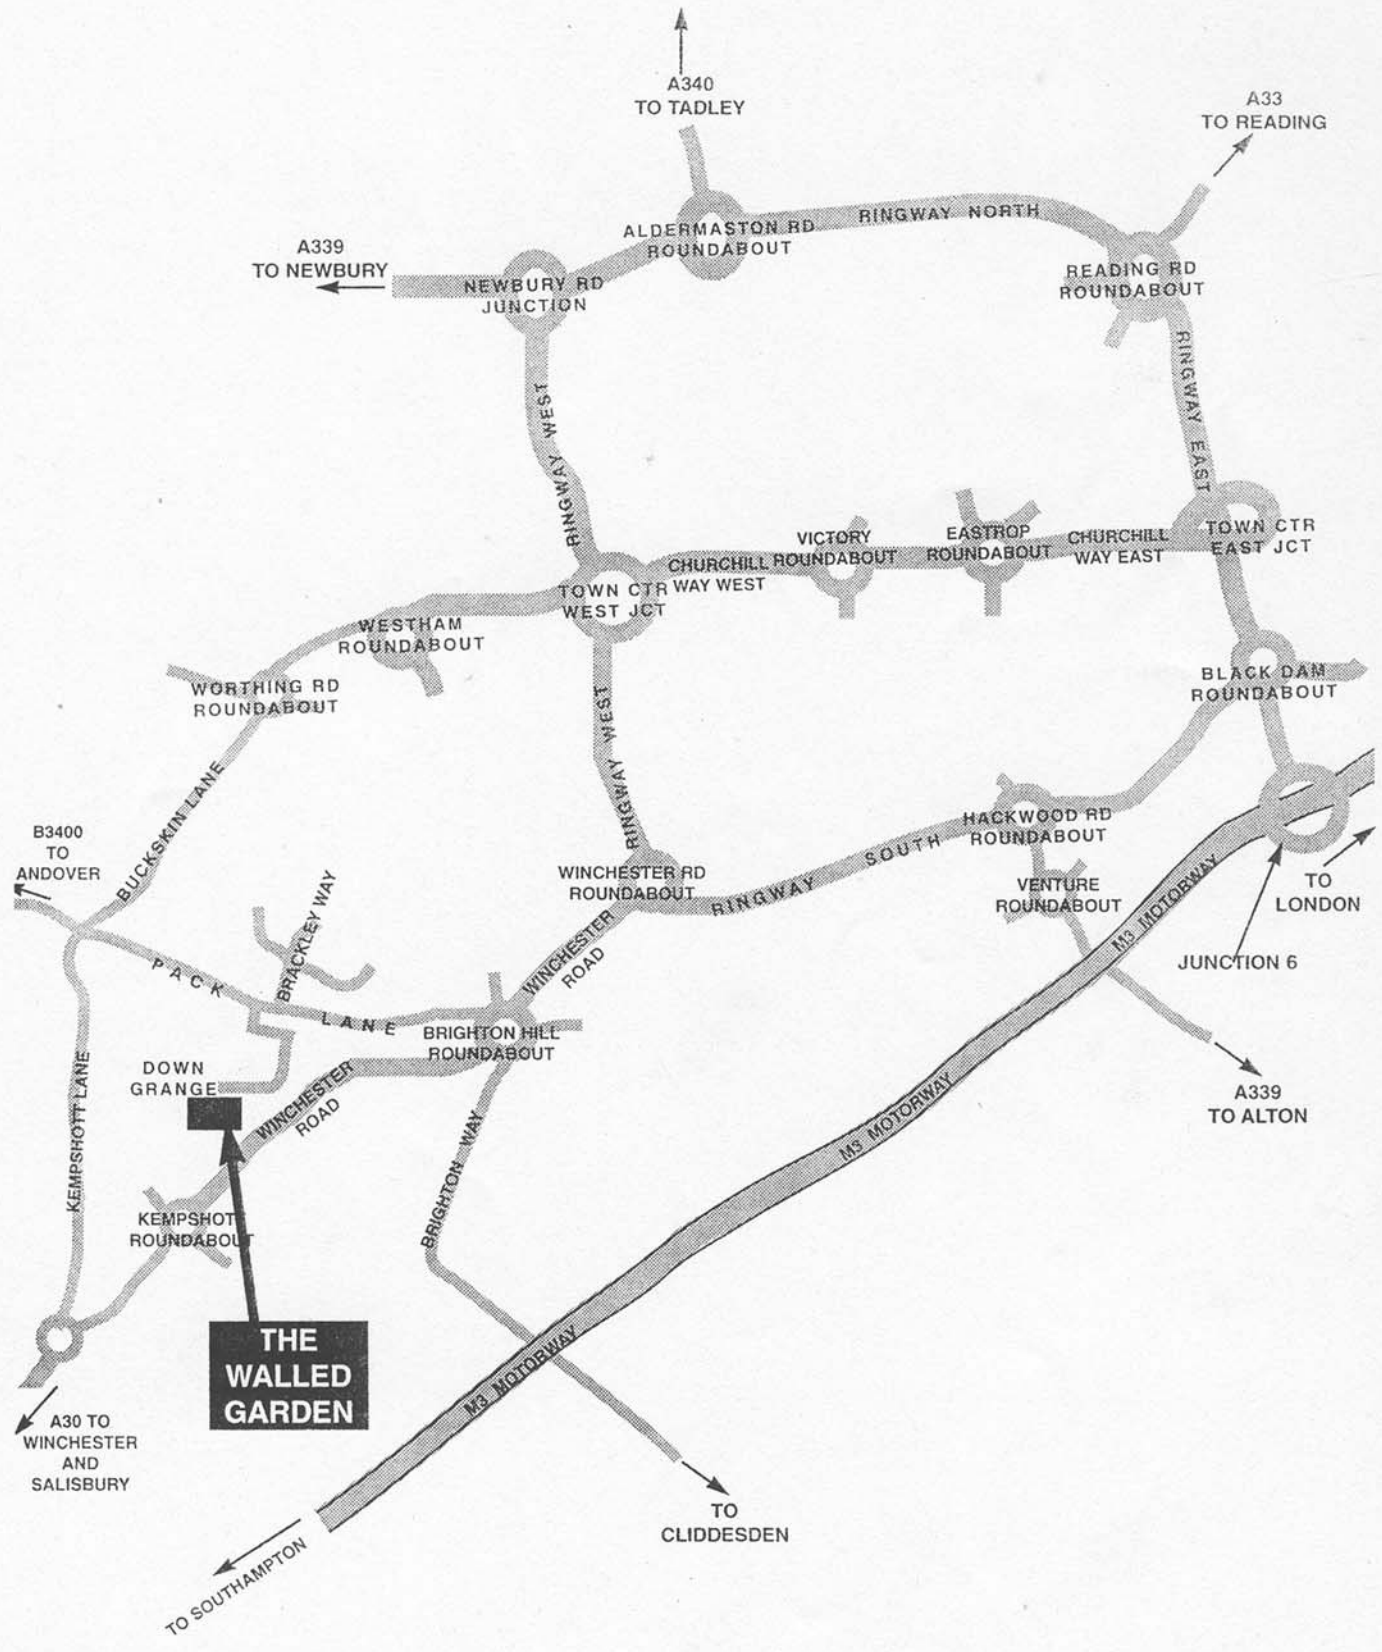 A340
TO TADLEY
A33
TO READING
RINGWAY NORTH
ALDERMASTON RD
ROUNDABOUT
A339
TO NEWBURY
NEWBURY RD
JUNCTION
READING RD
ROUNDABOUT
RINGWAY EAST
RINGWAY WEST
TOWN CTR
EAST JCT
VICTORY
ROUNDABOUT
EASTROP
ROUNDABOUT
CHURCHILL
WAY EAST
CHURCHILL
WAY WEST
TOWN CTR
WEST JCT
WESTHAM
ROUNDABOUT
WORTHING RD
ROUNDABOUT
BLACK DAM
ROUNDABOUT
RINGWAY WEST
BUCKSKIN LANE
HACKWOOD RD
ROUNDABOUT
B3400
TO
ANDOVER
WINCHESTER RD
ROUNDABOUT
RINGWAY SOUTH
VENTURE
ROUNDABOUT
TO
LONDON
M3 MOTORWAY
JUNCTION 6
BRACKLEY WAY
WINCHESTER
ROAD
PACK LANE
BRIGHTON HILL
ROUNDABOUT
DOWN
GRANGE
WINCHESTER
ROAD
KEMPSHOTT LANE
A339
TO ALTON
M3 MOTORWAY
BRIGHTON WAY
KEMPSHOTT
ROUNDABOUT
THE
WALLED
GARDEN
M3 MOTORWAY
A30 TO
WINCHESTER
AND
SALISBURY
TO
CLIDDESDEN
TO SOUTHAMPTON